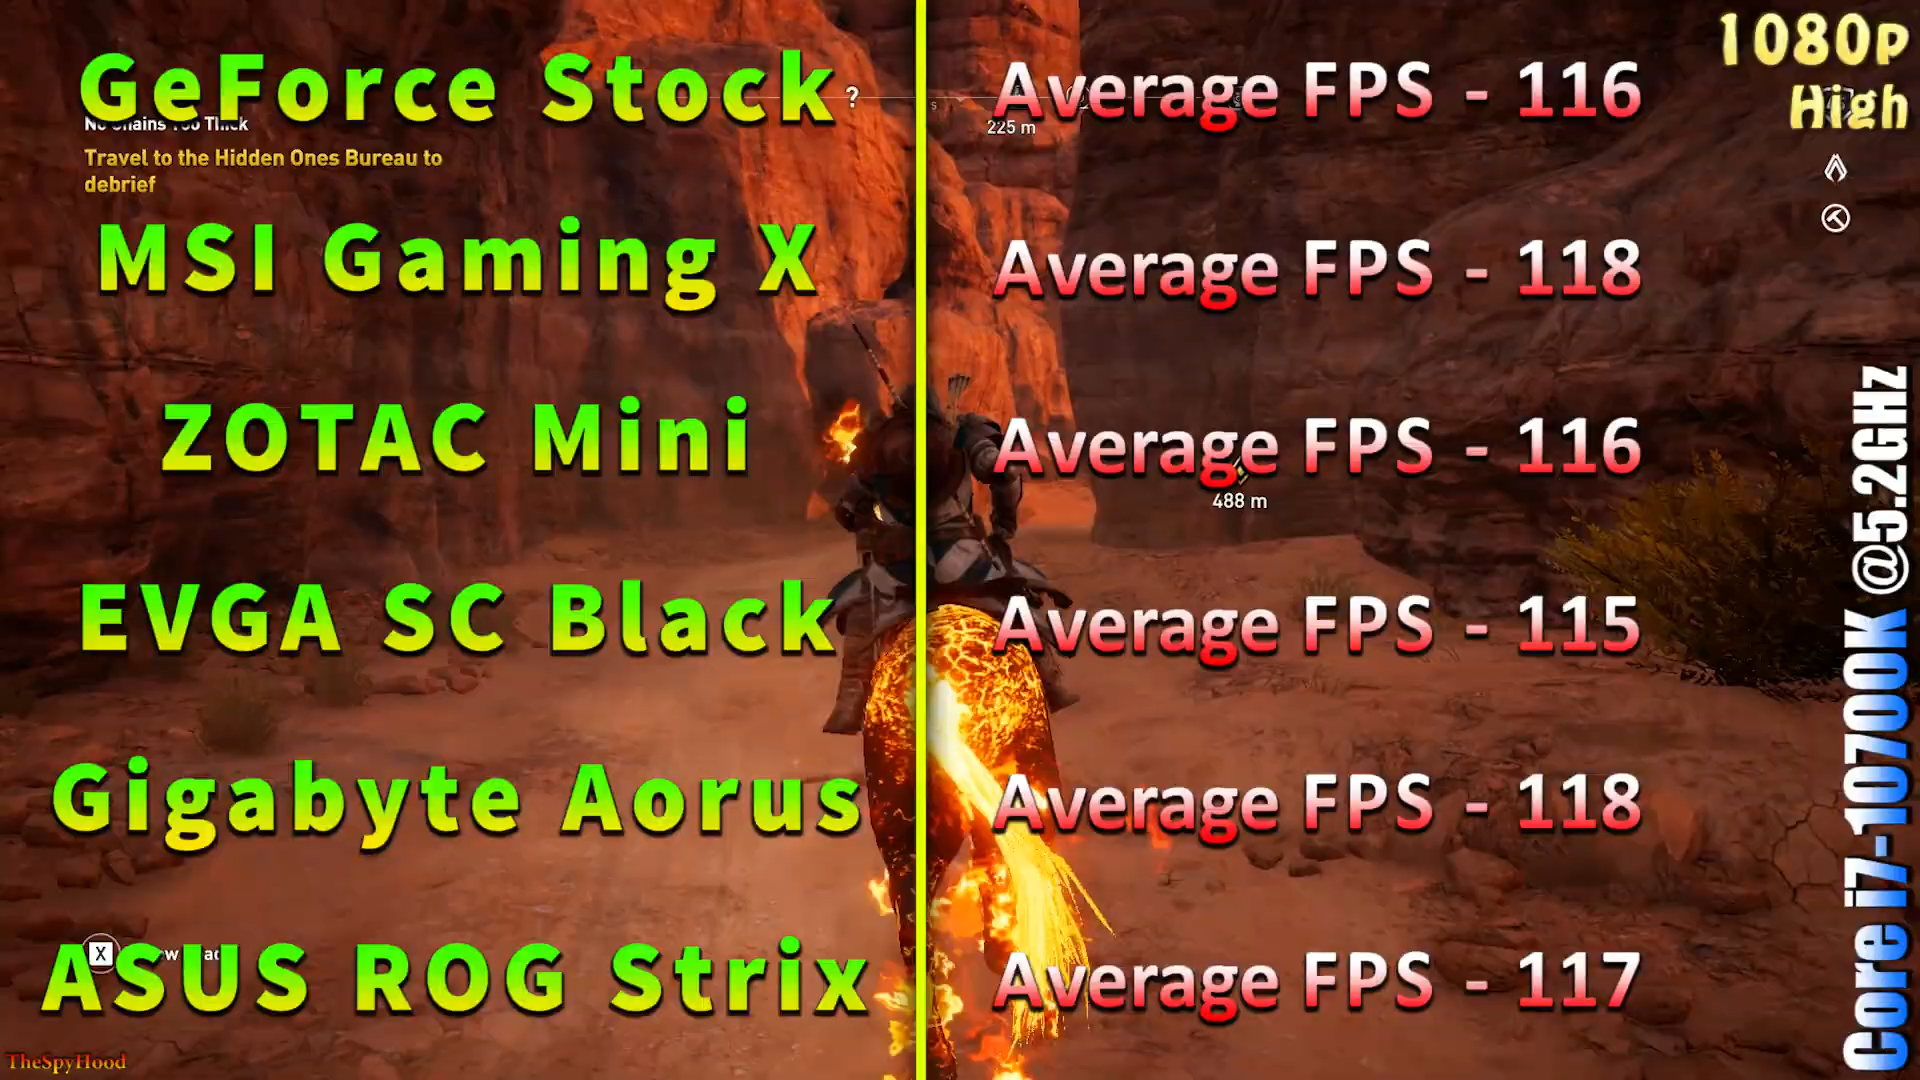 GeForce Stock
Average FPS - 116
1080p
High
225 m
Travel to the Hidden Ones Bureau to
debrief
MSI Gaming X
Average FPS - 118
ZOTAC Mini
Average FPS - 116
488 m
EVGA SC Black
Average FPS - 115
Gigabyte Aorus
Average FPS - 118
X
ASUS ROG Strix
Average FPS - 117
Core i7-10700K @5.2GHz
TheSpyHood